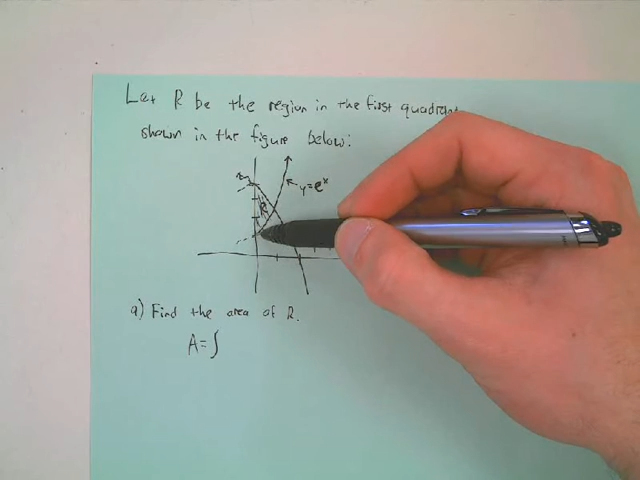 Let R be the region in the first quadrant
shown in the figure below:
y=e^x
R
a) Find the area of R.
A=∫